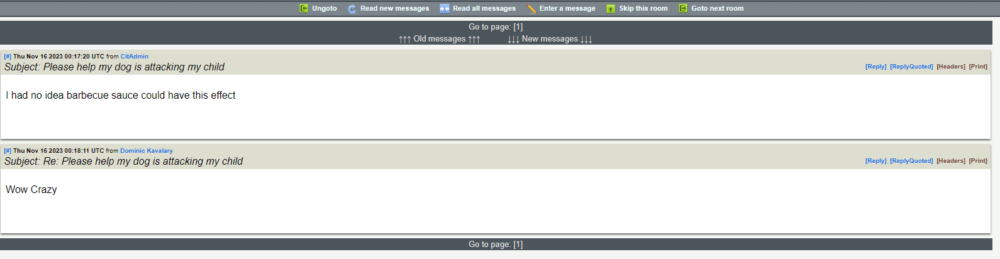 Ungoto Read new messages Read all messages Enter a message Skip this room Goto next room
Go to page: [1]
↑↑↑ Old messages ↑↑↑ ↓↓↓ New messages ↓↓↓
[#] Thu Nov 16 2023 00:17:20 UTC from CitAdmin
Subject: Please help my dog is attacking my child [Reply] [ReplyQuoted] [Headers] [Print]
I had no idea barbecue sauce could have this effect
[#] Thu Nov 16 2023 00:18:11 UTC from Dominic Kavalary
Subject: Re: Please help my dog is attacking my child [Reply] [ReplyQuoted] [Headers] [Print]
Wow Crazy
Go to page: [1]